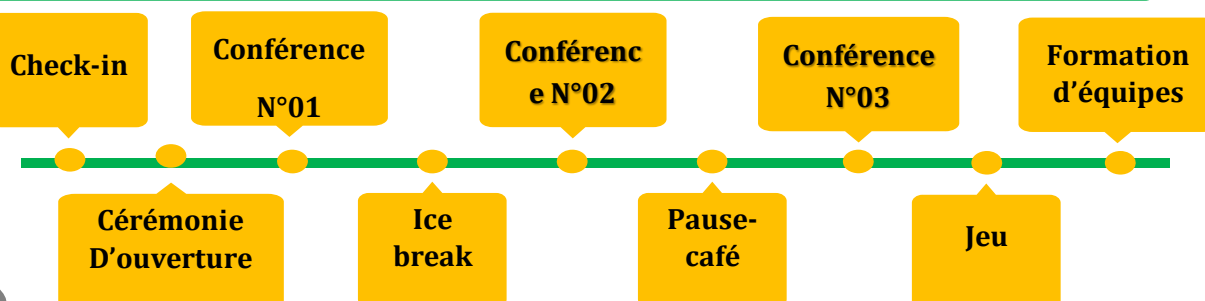 Check-in
Conférence
N°01
Conférenc
e N°02
Conférence
N°03
Formation
d’équipes
Cérémonie
D’ouverture
Ice
break
Pause-
café
Jeu